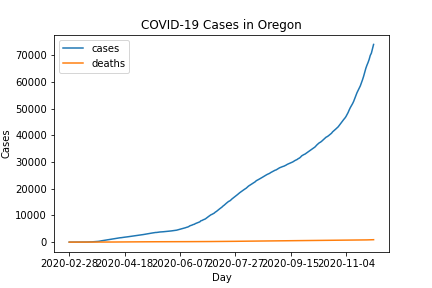 COVID-19 Cases in Oregon
cases
deaths
70000
60000
50000
40000
30000
20000
10000
0
Cases
2020-02-28 2020-04-18 2020-06-07 2020-07-27 2020-09-15 2020-11-04
Day